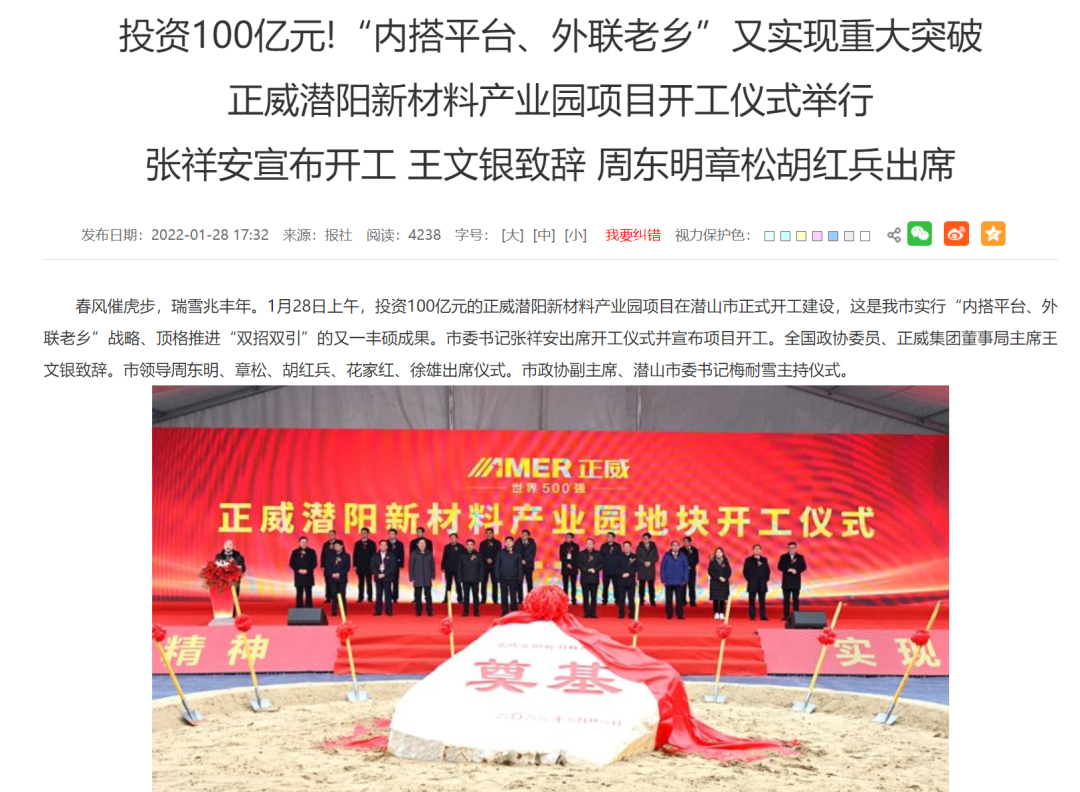 投资100亿元!“内搭平台、外联老乡”又实现重大突破
正威潜阳新材料产业园项目开工仪式举行
张祥安宣布开工 王文银致辞 周东明章松胡红兵出席
发布日期：2022-01-28 17:32 来源：报社 阅读：4238 字号：[大] [中] [小] 我要纠错 视力保护色：
春风催虎步，瑞雪兆丰年。1月28日上午，投资100亿元的正威潜阳新材料产业园项目在潜山市正式开工建设，这是我市实行“内搭平台、外
联老乡”战略、顶格推进“双招双引”的又一丰硕成果。市委书记张祥安出席开工仪式并宣布项目开工。全国政协委员、正威集团董事局主席王
文银致辞。市领导周东明、章松、胡红兵、花家红、徐雄出席仪式。市政协副主席、潜山市委书记梅耐雪主持仪式。
AMER 正威
世界500强
正威潜阳新材料产业园地块开工仪式
精神
实现
奠基